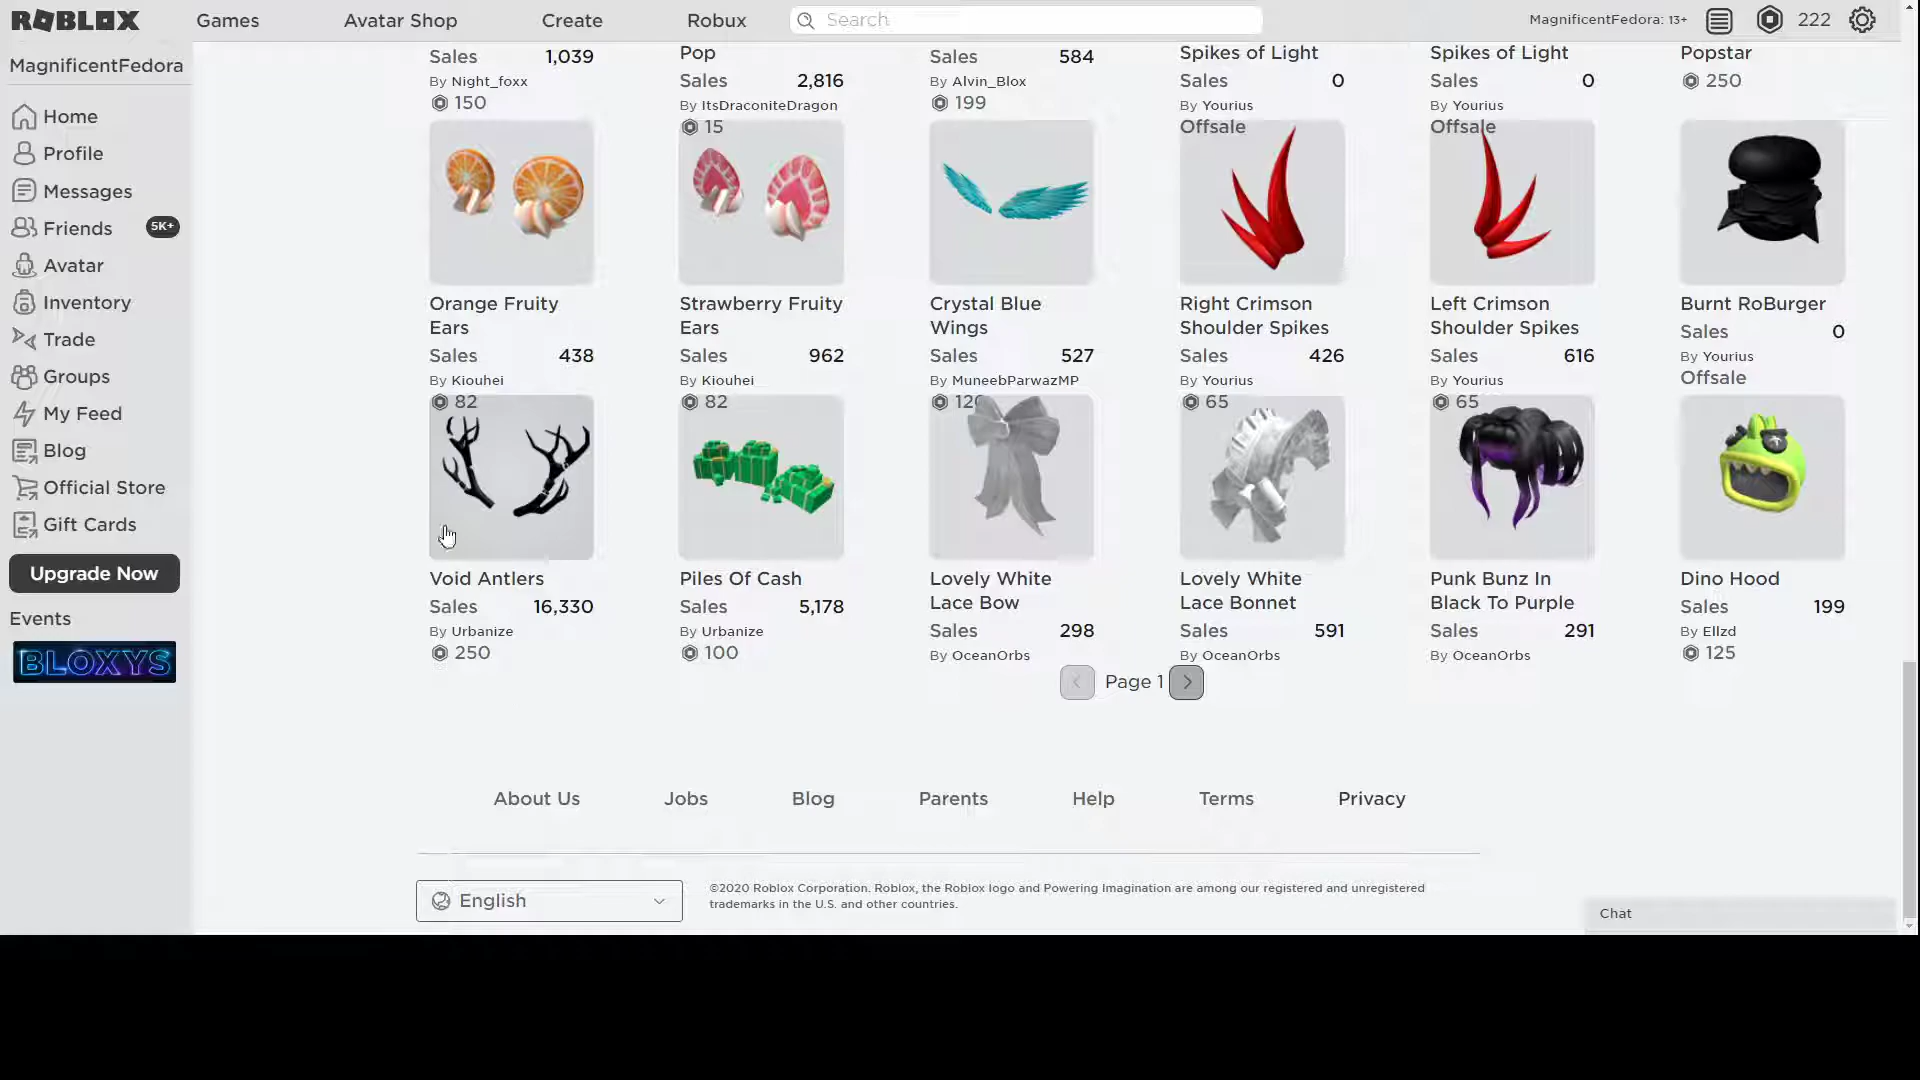 ROBLOX
Games
Avatar Shop
Create
Robux
Search
MagnificentFedora: 13+
222
MagnificentFedora
Home
Profile
Messages
Friends
5K+
Avatar
Inventory
Trade
Groups
My Feed
Blog
Official Store
Gift Cards
Upgrade Now
Events
BLOXYS
Sales 1,039
By Night_foxx
150
Pop
Sales 2,816
By ItsDraconiteDragon
15
Sales 584
By Alvin_Blox
199
Spikes of Light
Sales 0
By Yourius
Offsale
Spikes of Light
Sales 0
By Yourius
Offsale
Popstar
250
Orange Fruity
Ears
Sales 438
By Kiouhei
82
Strawberry Fruity
Ears
Sales 962
By Kiouhei
82
Crystal Blue
Wings
Sales 527
By MuneebParwazMP
120
Right Crimson
Shoulder Spikes
Sales 426
By Yourius
65
Left Crimson
Shoulder Spikes
Sales 616
By Yourius
65
Burnt RoBurger
Sales 0
By Yourius
Offsale
Void Antlers
Sales 16,330
By Urbanize
250
Piles Of Cash
Sales 5,178
By Urbanize
100
Lovely White
Lace Bow
Sales 298
By OceanOrbs
Lovely White
Lace Bonnet
Sales 591
By OceanOrbs
Punk Bunz In
Black To Purple
Sales 291
By OceanOrbs
Dino Hood
Sales 199
By Ellzd
125
Page 1
About Us
Jobs
Blog
Parents
Help
Terms
Privacy
English
©2020 Roblox Corporation. Roblox, the Roblox logo and Powering Imagination are among our registered and unregistered
trademarks in the U.S. and other countries.
Chat